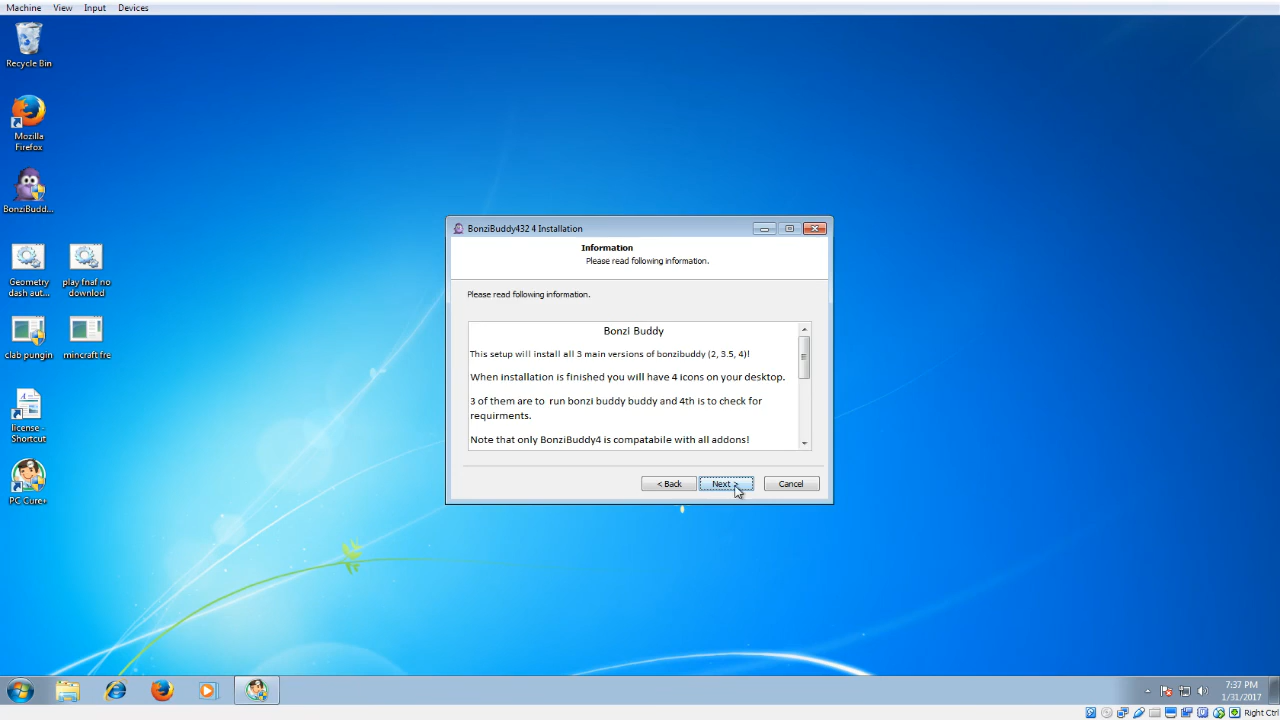 Machine View Input Devices
Recycle Bin
Mozilla
Firefox
BonziBudd...
Geometry
dash aut...
play fnaf no
downlod
clab pungin
mincraft fre
license -
Shortcut
PC Cure+
BonziBuddy432 4 Installation
Information
Please read following information.
Please read following information.
Bonzi Buddy
This setup will install all 3 main versions of bonzibuddy (2, 3.5, 4)!
When installation is finished you will have 4 icons on your desktop.
3 of them are to run bonzi buddy buddy and 4th is to check for
requirments.
Note that only BonziBuddy4 is compatabile with all addons!
< Back Next > Cancel
7:37 PM
1/31/2017
Right Ctrl